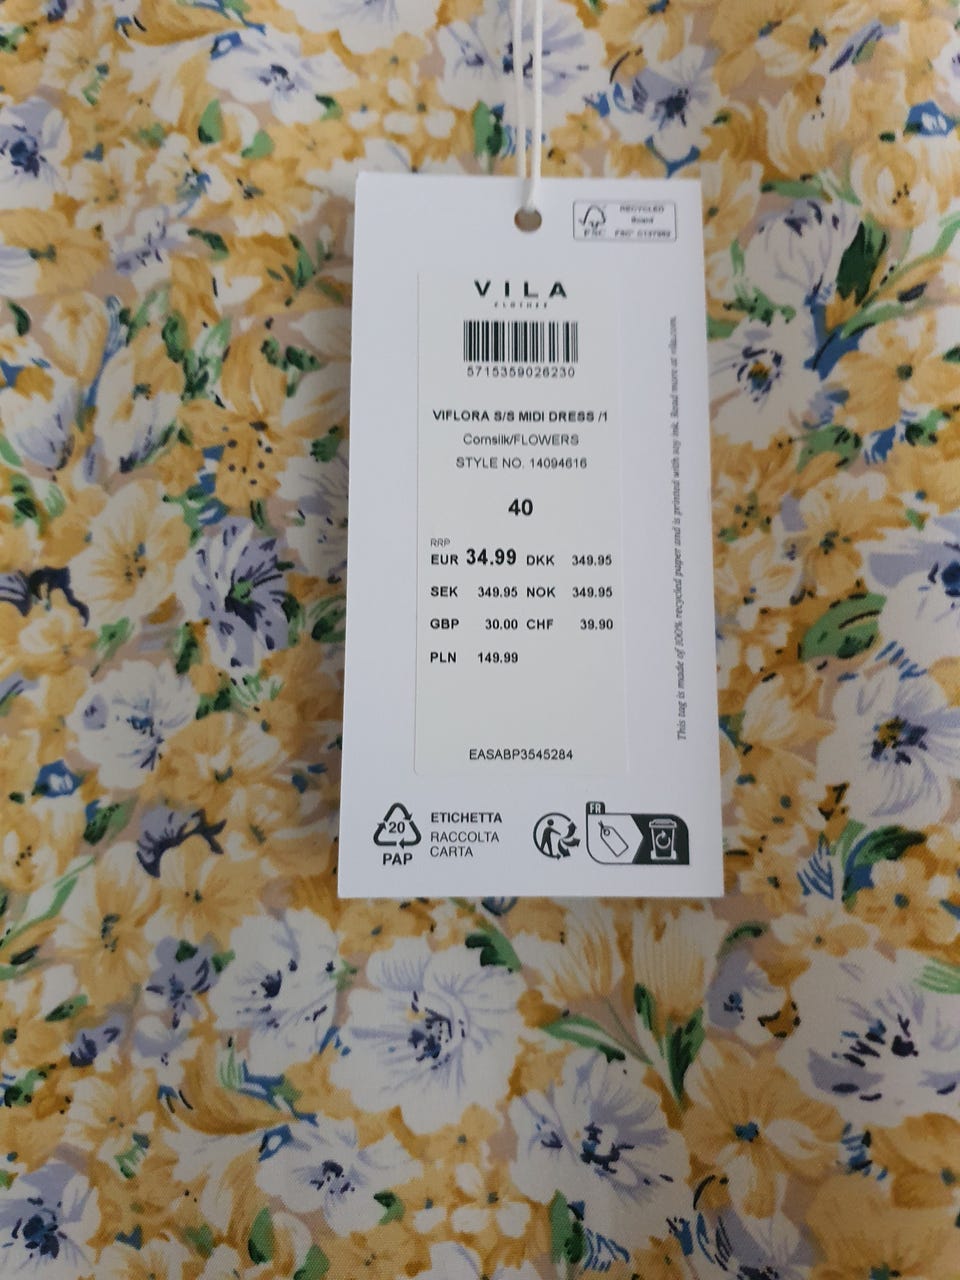 FSC
RECYCLED
Board
VILA
CLOTHES
5715359026230
VIFLORA S/S MIDI DRESS /1
Cornsilk/FLOWERS
STYLE NO. 14094616
40
RRP
EUR 34.99 DKK 349.95
SEK 349.95 NOK 349.95
GBP 30.00 CHF 39.90
PLN 149.99
EASABP3545284
This tag is made of 100% recycled paper and is printed with soy ink. Read more at vila.com.
20
PAP
ETICHETTA
RACCOLTA
CARTA
FR